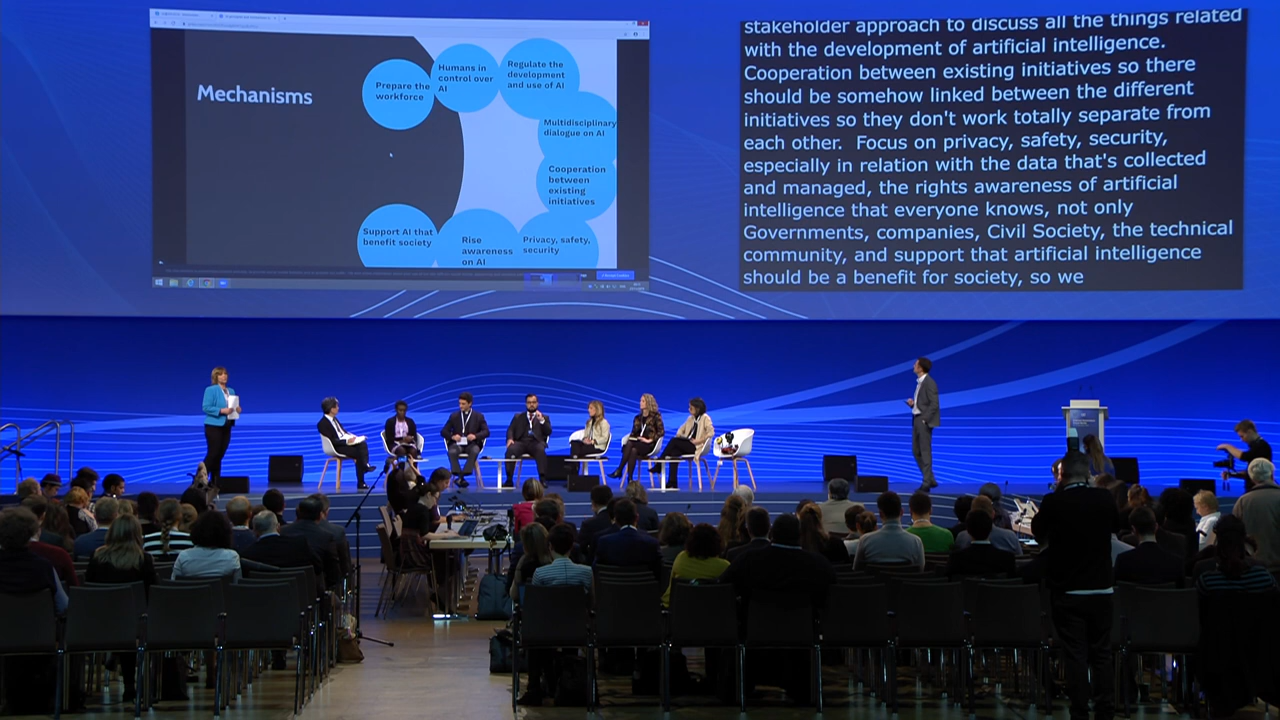 Mechanisms
Prepare the
workforce
Humans in
control over
AI
Regulate the
development
and use of AI
Multidisciplinary
dialogue on AI
Cooperation
between
existing
initiatives
Privacy, safety,
security
Rise
awareness
on AI
Support AI that
benefit society
stakeholder approach to discuss all the things related
with the development of artificial intelligence.
Cooperation between existing initiatives so there
should be somehow linked between the different
initiatives so they don't work totally separate from
each other.  Focus on privacy, safety, security,
especially in relation with the data that's collected
and managed, the rights awareness of artificial
intelligence that everyone knows, not only
Governments, companies, Civil Society, the technical
community, and support that artificial intelligence
should be a benefit for society, so we